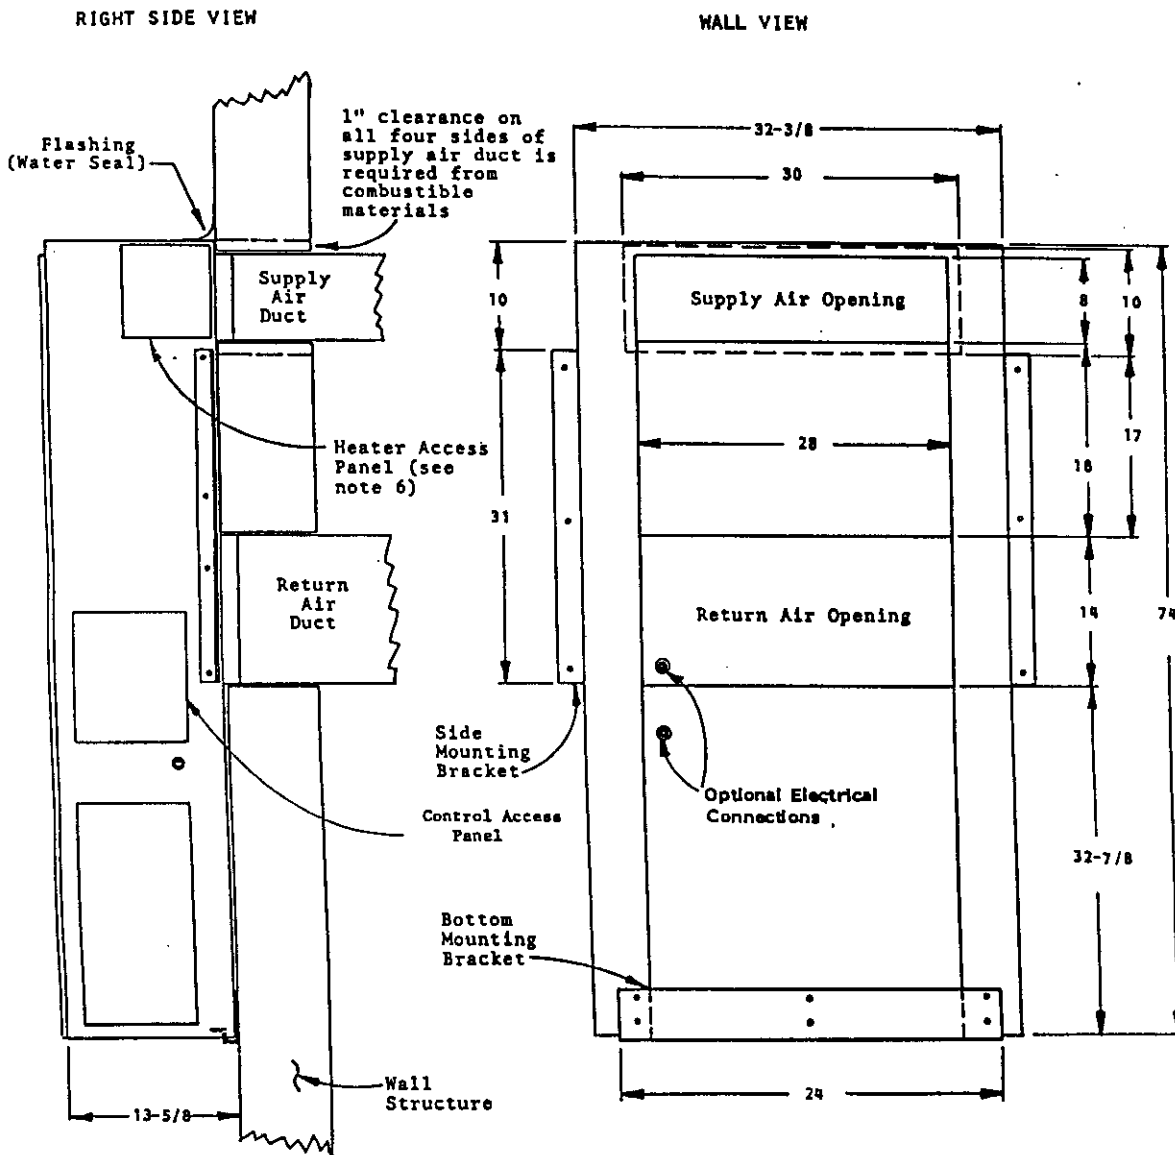 RIGHT SIDE VIEW
WALL VIEW
Flashing
(Water Seal)
1" clearance on
all four sides of
supply air duct is
required from
combustible
materials
32-3/8
30
Supply
Air
Duct
10
Supply Air Opening
8
10
Heater Access
Panel (see
note 6)
28
17
18
31
Return
Air
Duct
Return Air Opening
14
74
Side
Mounting
Bracket
Optional Electrical
Connections
Control Access
Panel
32-7/8
Bottom
Mounting
Bracket
Wall
Structure
13-5/8
24